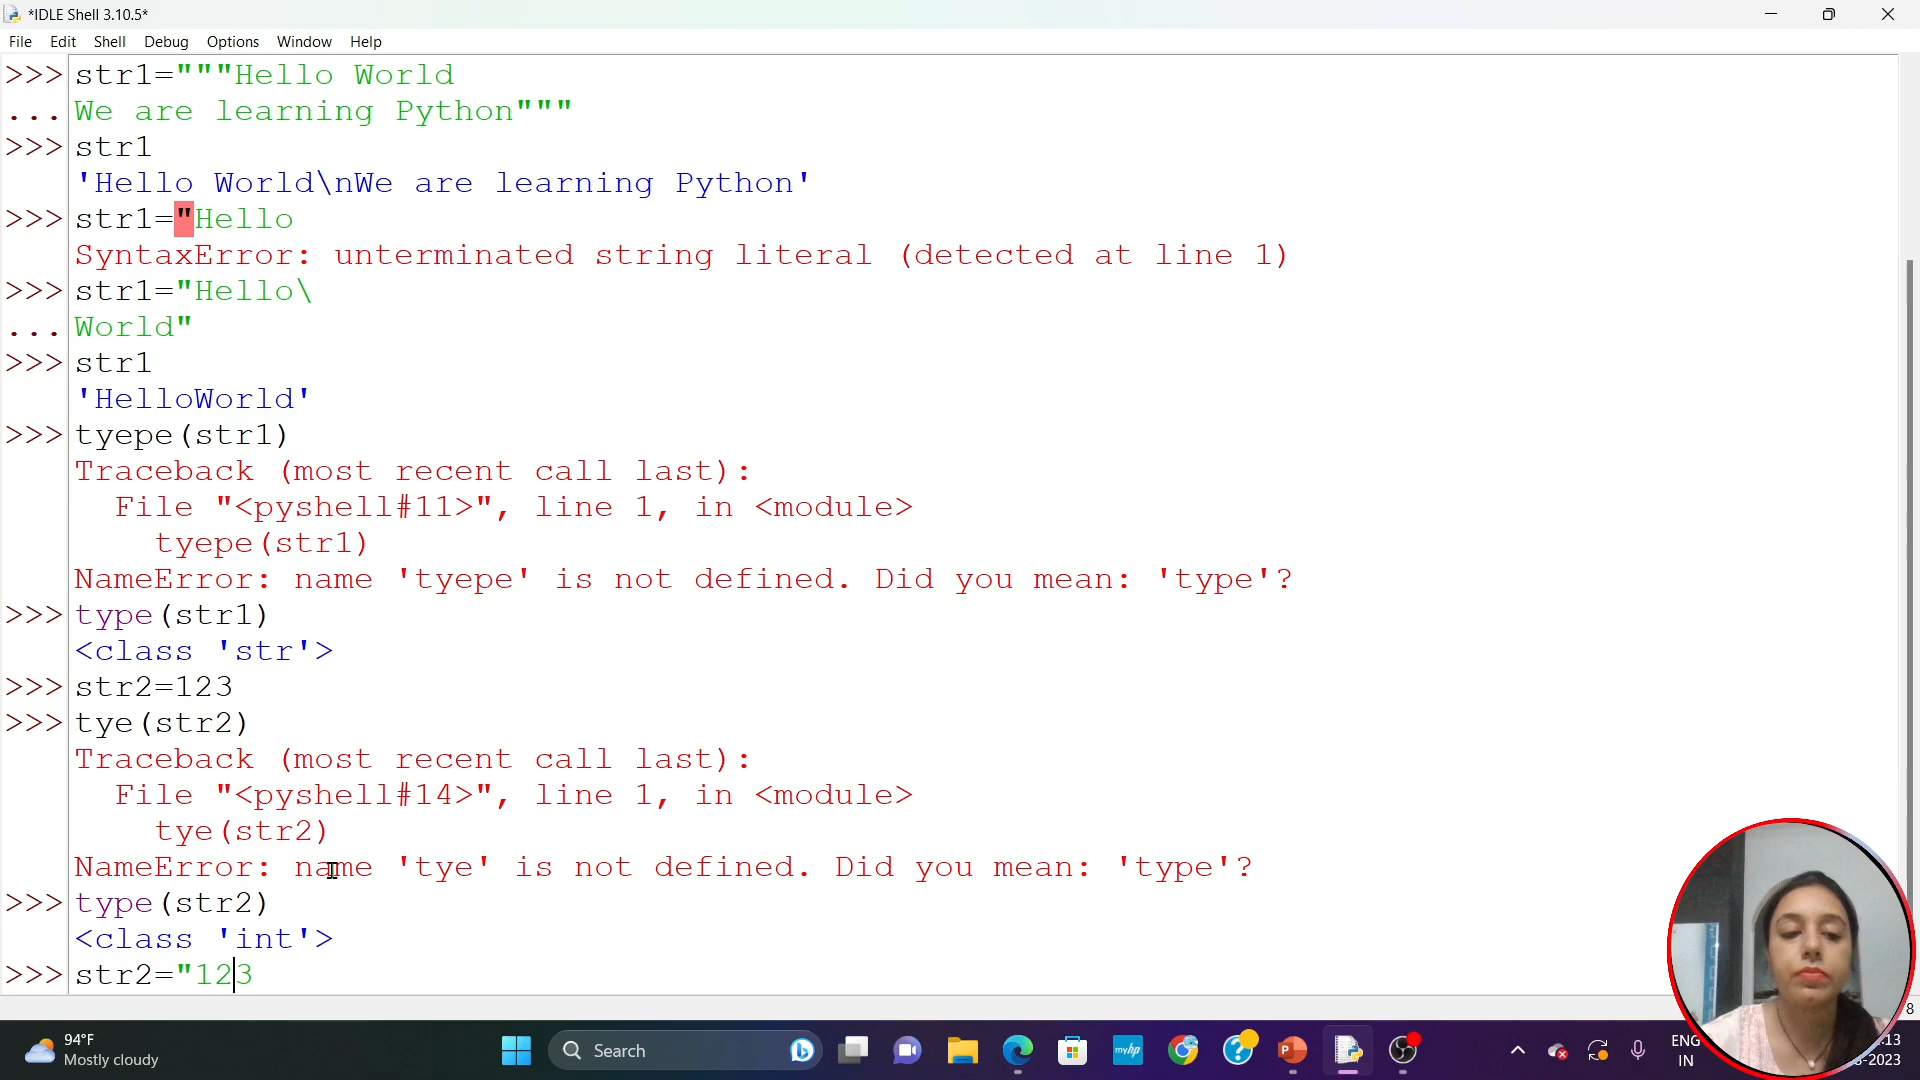 *IDLE Shell 3.10.5*
File Edit Shell Debug Options Window Help
>>> str1="""Hello World
... We are learning Python"""
>>> str1
'Hello World\nWe are learning Python'
>>> str1="Hello
SyntaxError: unterminated string literal (detected at line 1)
>>> str1="Hello\
... World"
>>> str1
'HelloWorld'
>>> tyepe(str1)
Traceback (most recent call last):
File "<pyshell#11>", line 1, in <module>
tyepe(str1)
NameError: name 'tyepe' is not defined. Did you mean: 'type'?
>>> type(str1)
<class 'str'>
>>> str2=123
>>> tye(str2)
Traceback (most recent call last):
File "<pyshell#14>", line 1, in <module>
tye(str2)
NameError: name 'tye' is not defined. Did you mean: 'type'?
>>> type(str2)
<class 'int'>
>>> str2="123
8
94°F
Mostly cloudy
Search
myhp
ENG
IN